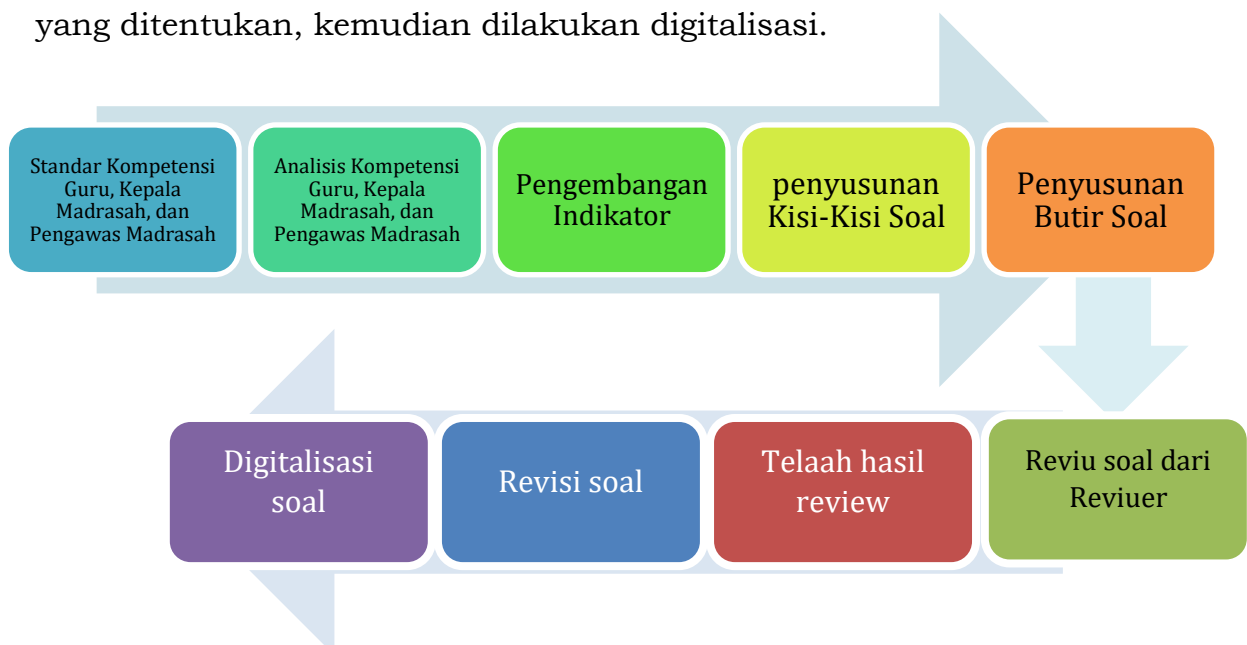 yang ditentukan, kemudian dilakukan digitalisasi.
Standar Kompetensi
Guru, Kepala
Madrasah, dan
Pengawas Madrasah
Analisis Kompetensi
Guru, Kepala
Madrasah, dan
Pengawas Madrasah
Pengembangan
Indikator
penyusunan
Kisi-Kisi Soal
Penyusunan
Butir Soal
Reviu soal dari
Reviuer
Telaah hasil
review
Revisi soal
Digitalisasi
soal